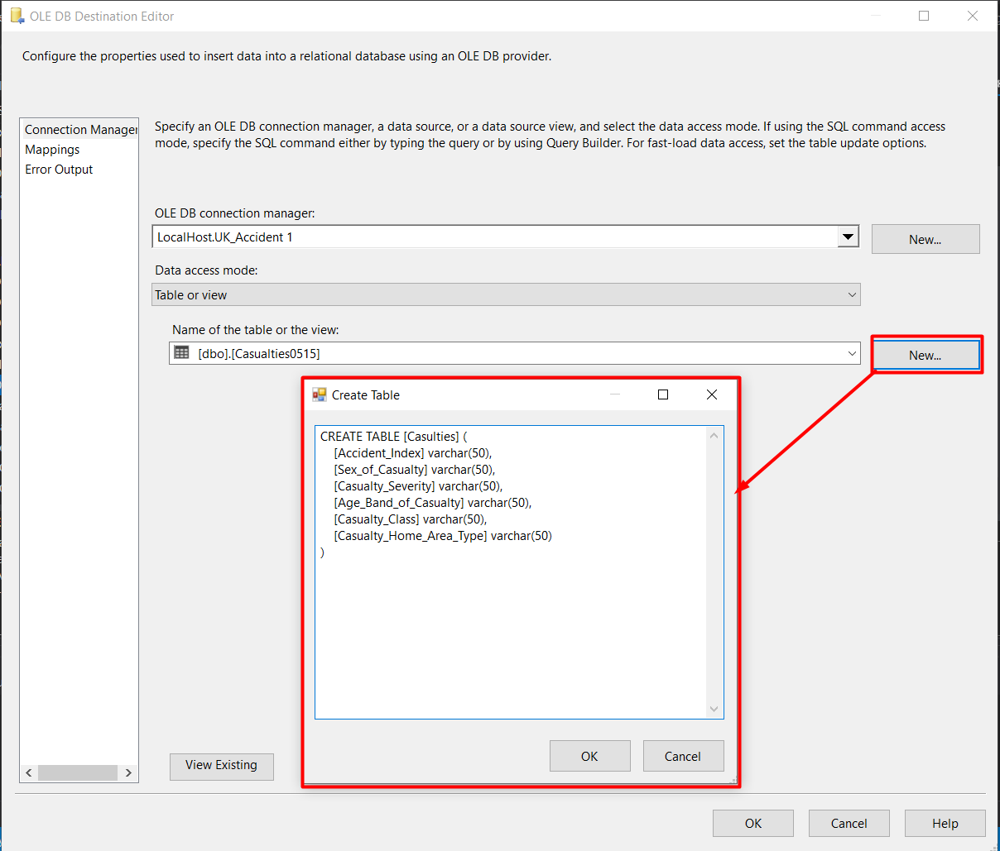 OLE DB Destination Editor
Configure the properties used to insert data into a relational database using an OLE DB provider.
Connection Manager
Mappings
Error Output
Specify an OLE DB connection manager, a data source, or a data source view, and select the data access mode. If using the SQL command access
mode, specify the SQL command either by typing the query or by using Query Builder. For fast-load data access, set the table update options.
OLE DB connection manager:
LocalHost.UK_Accident 1
New...
Data access mode:
Table or view
Name of the table or the view:
[dbo].[Casualties0515]
New...
Create Table
CREATE TABLE [Casulties] (
[Accident_Index] varchar(50),
[Sex_of_Casualty] varchar(50),
[Casualty_Severity] varchar(50),
[Age_Band_of_Casualty] varchar(50),
[Casualty_Class] varchar(50),
[Casualty_Home_Area_Type] varchar(50)
)
OK
Cancel
View Existing
OK
Cancel
Help